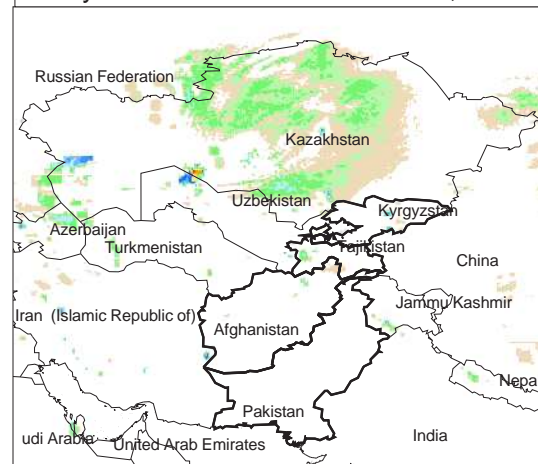 Russian Federation
Kazakhstan
Uzbekistan
Kyrgyzstan
Azerbaijan
Turkmenistan
Tajikistan
China
Jammu Kashmir
Iran (Islamic Republic of)
Afghanistan
Nepa
Pakistan
udi Arabia
United Arab Emirates
India